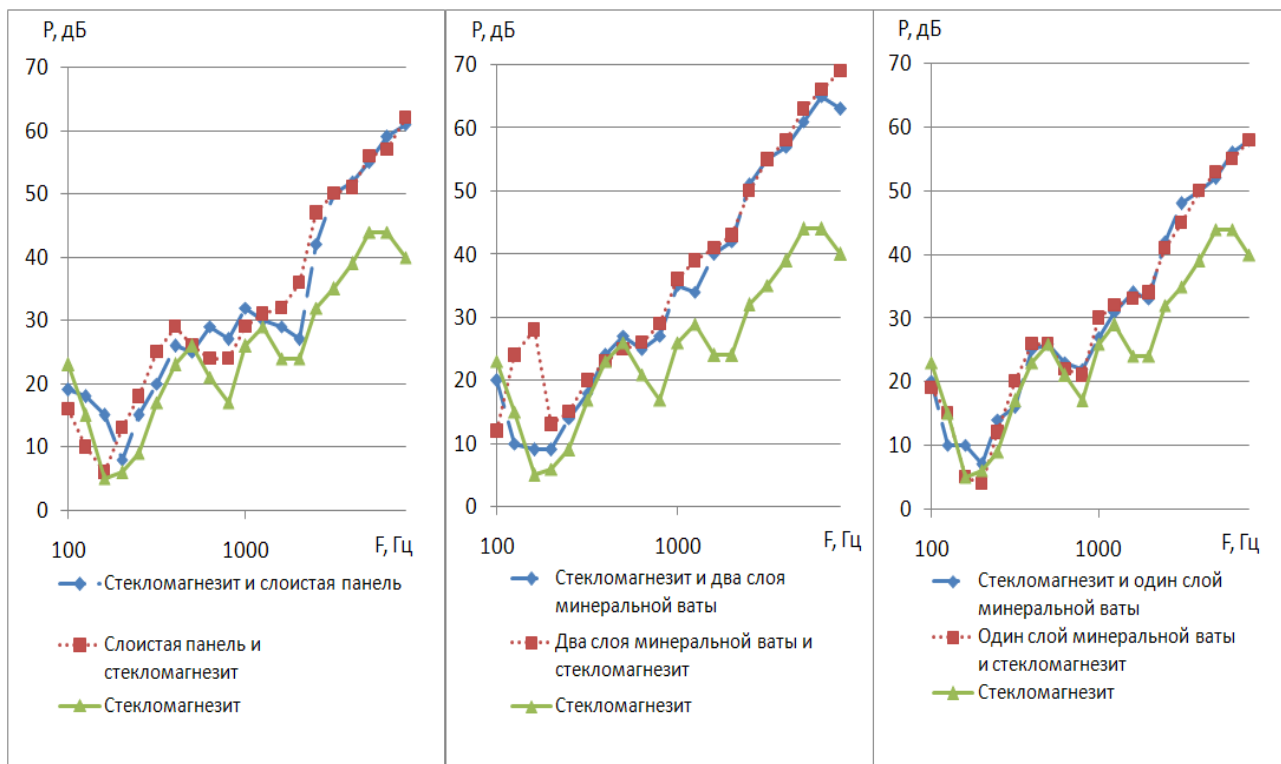 P, дБ
70
60
50
40
30
20
10
0
100
1000
F, Гц
Стекломагнезит и слоистая панель
Слоистая панель и
стекломагнезит
Стекломагнезит
P, дБ
70
60
50
40
30
20
10
0
100
1000
F, Гц
Стекломагнезит и два слоя
минеральной ваты
Два слоя минеральной ваты и
стекломагнезит
Стекломагнезит
P, дБ
70
60
50
40
30
20
10
0
100
1000
F, Гц
Стекломагнезит и один слой
минеральной ваты
Один слой минеральной ваты
и стекломагнезит
Стекломагнезит